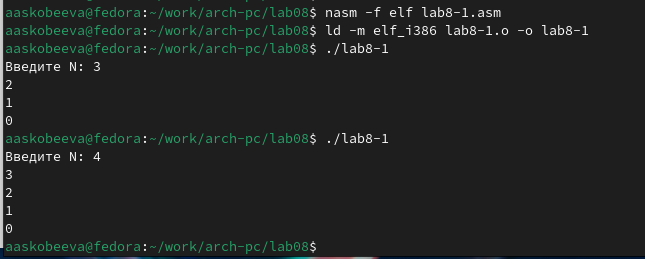 aaskobeeva@fedora:~/work/arch-pc/lab08$ nasm -f elf lab8-1.asm
aaskobeeva@fedora:~/work/arch-pc/lab08$ ld -m elf_i386 lab8-1.o -o lab8-1
aaskobeeva@fedora:~/work/arch-pc/lab08$ ./lab8-1
Введите N: 3
2
1
0
aaskobeeva@fedora:~/work/arch-pc/lab08$ ./lab8-1
Введите N: 4
3
2
1
0
aaskobeeva@fedora:~/work/arch-pc/lab08$